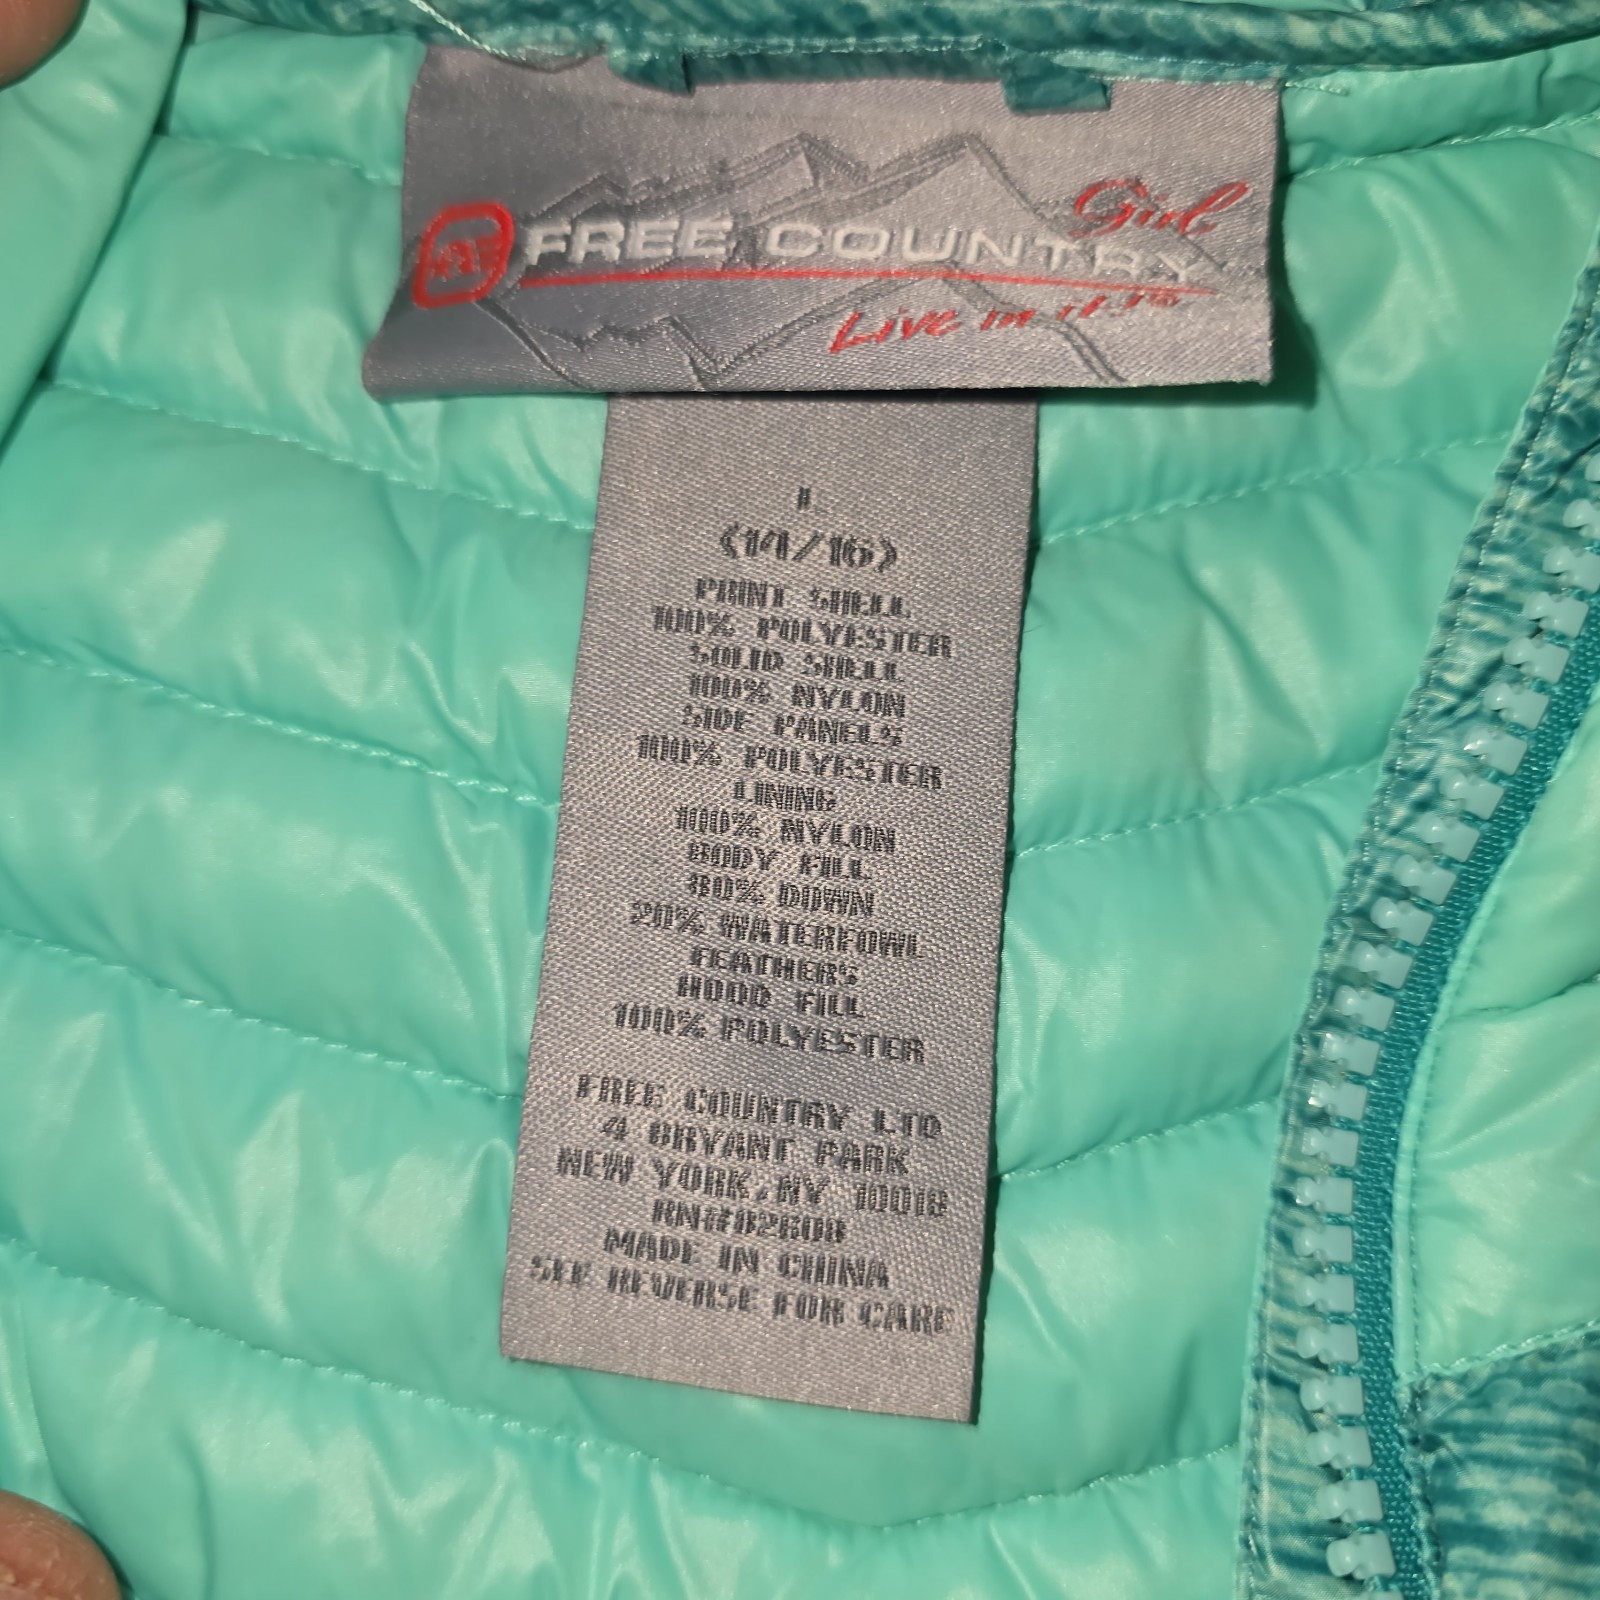 Girl
FREE COUNTRY
Live in it!®
L
(14/16)
PRINT SHELL
100% POLYESTER
SOLID SHELL
100% NYLON
SIDE PANELS
100% POLYESTER
LINING
100% NYLON
BODY FILL
80% DOWN
20% WATERFOWL
FEATHERS
HOOD FILL
100% POLYESTER
FREE COUNTRY LTD
4 BRYANT PARK
NEW YORK, NY 10018
MADE IN CHINA
SEE REVERSE FOR CARE